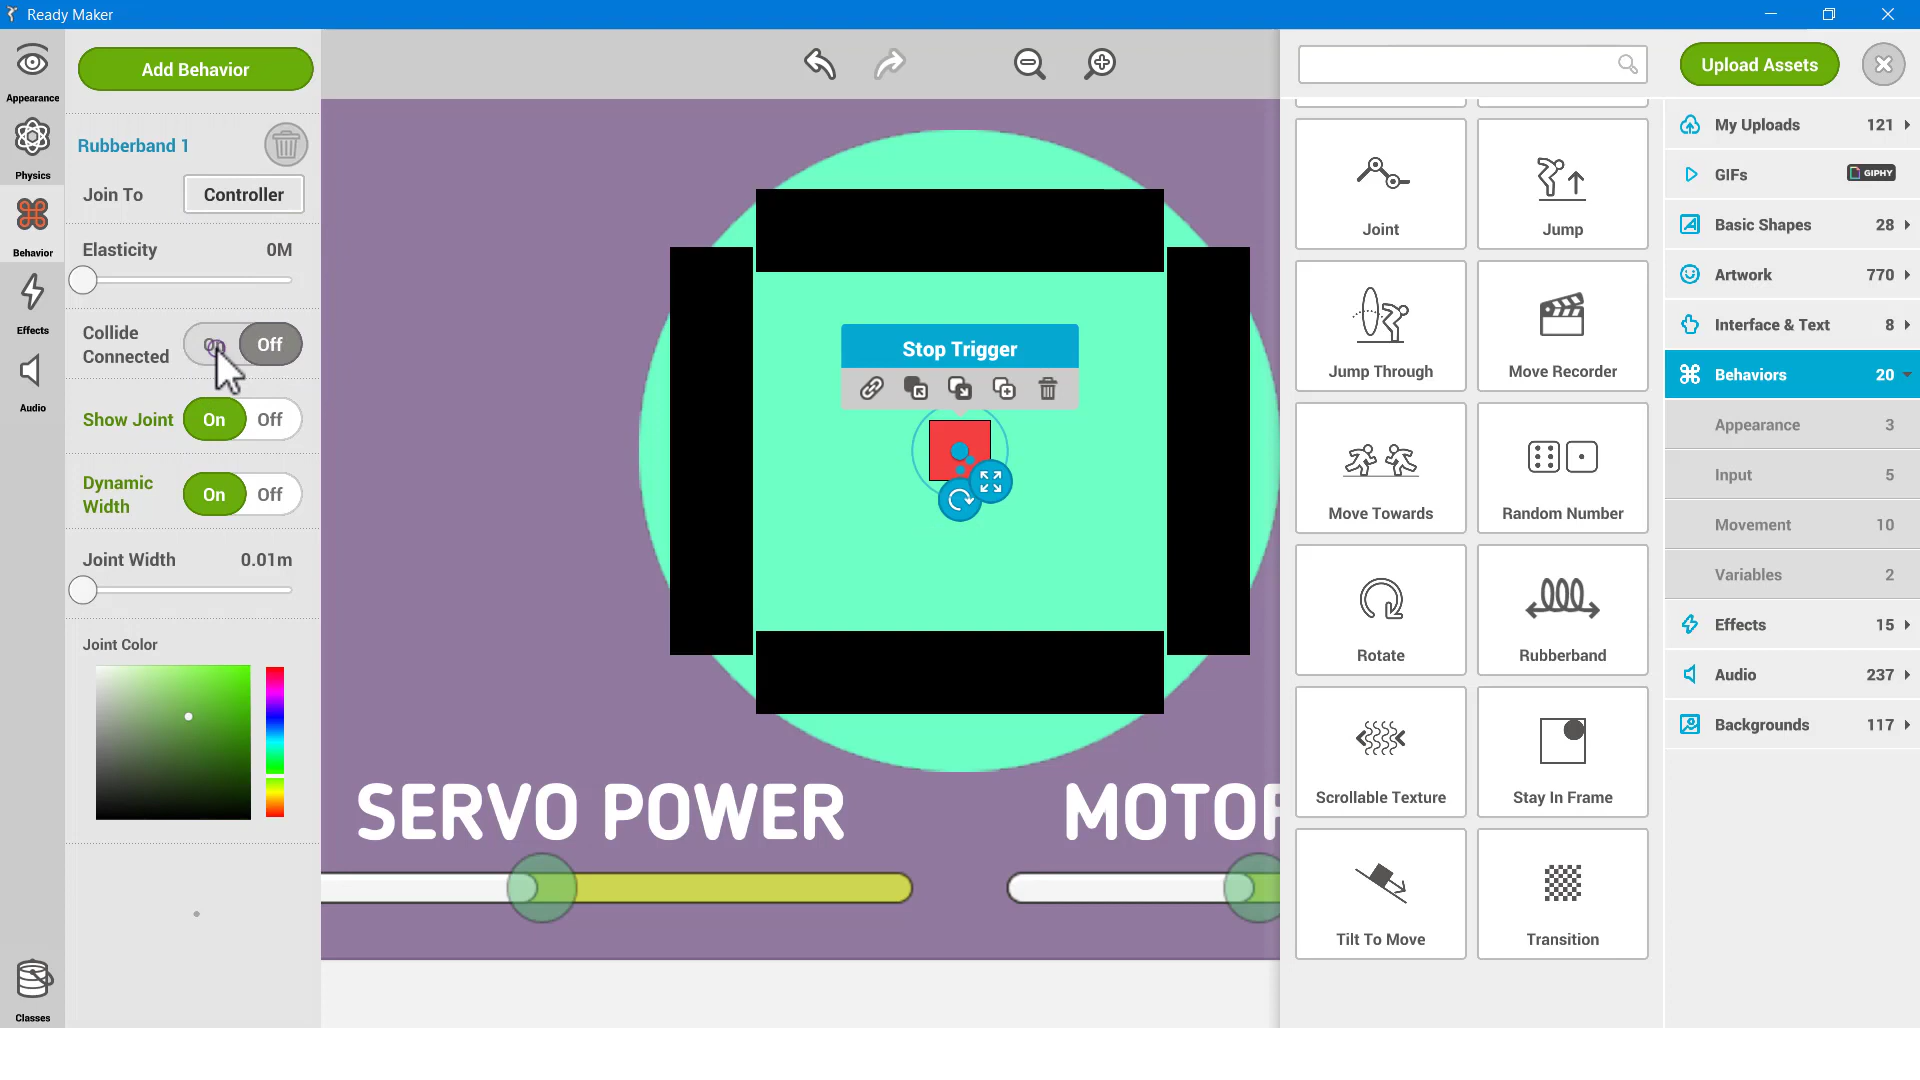 Ready Maker
Appearance
Physics
Behavior
Effects
Audio
Classes
Add Behavior
Rubberband 1
Join To
Controller
Elasticity
0M
Collide
Connected
Off
Show Joint
On
Off
Dynamic
Width
On
Off
Joint Width
0.01m
Joint Color
Stop Trigger
SERVO POWER
MOTOR
Joint
Jump
Jump Through
Move Recorder
Move Towards
Random Number
Rotate
Rubberband
Scrollable Texture
Stay In Frame
Tilt To Move
Transition
Upload Assets
My Uploads
121
GIFs
GIPHY
Basic Shapes
28
Artwork
770
Interface & Text
8
Behaviors
20
Appearance
3
Input
5
Movement
10
Variables
2
Effects
15
Audio
237
Backgrounds
117